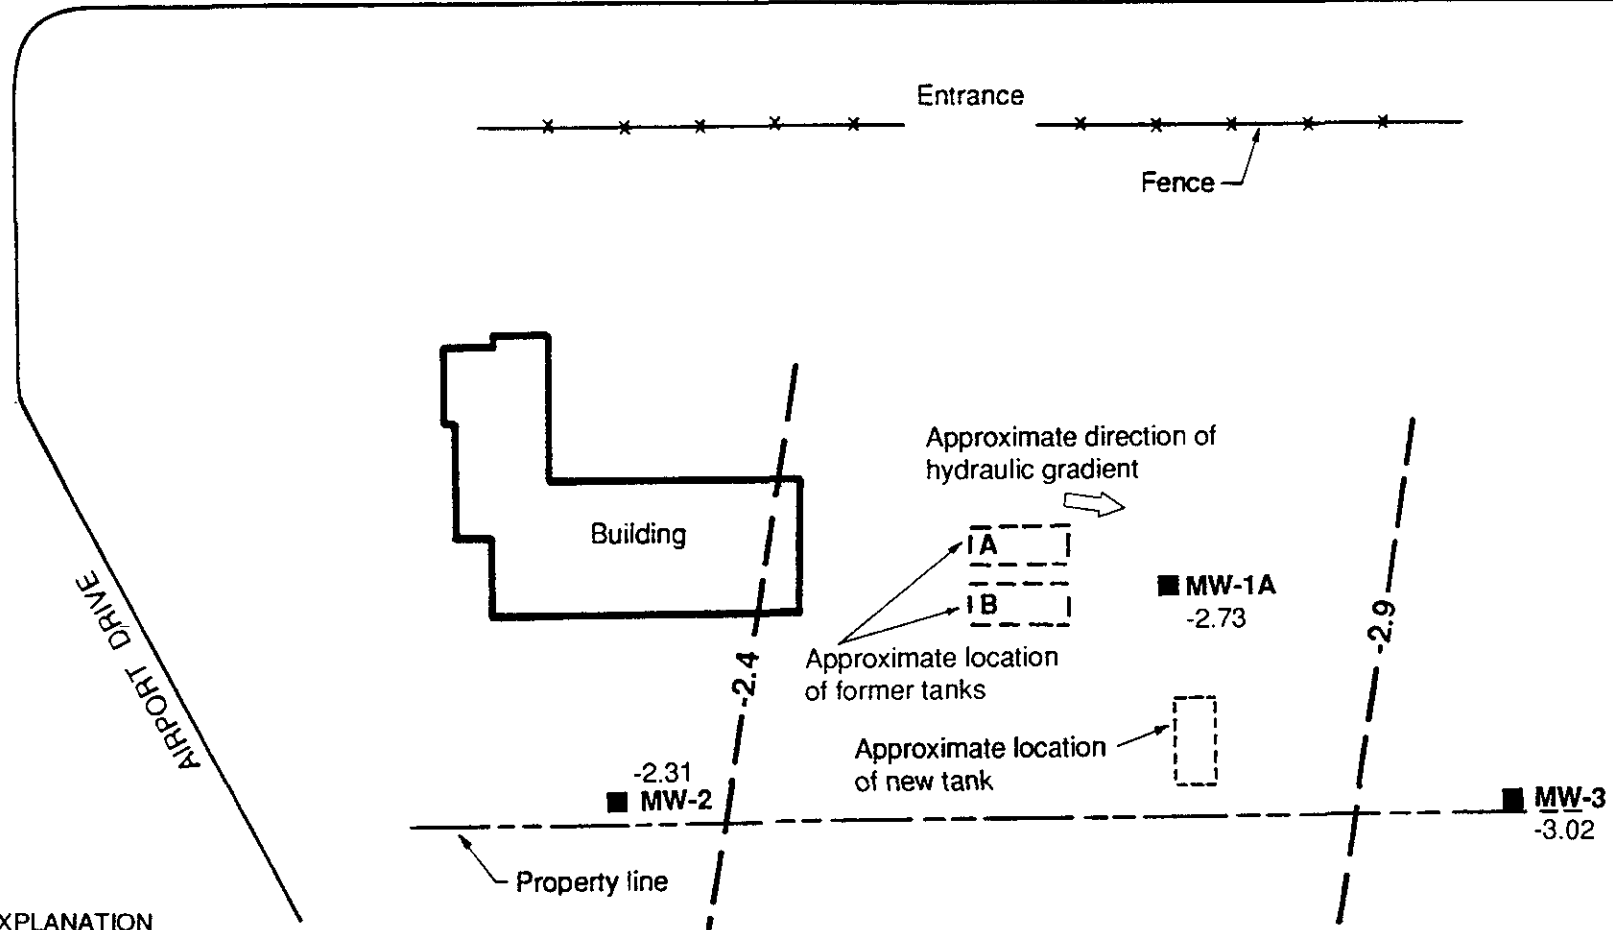 Entrance
Fence
Approximate direction of
hydraulic gradient
Building
A
B
MW-1A
-2.73
AIRPORT DRIVE
-2.4
-2.9
Approximate location
of former tanks
Approximate location
of new tank
-2.31
MW-2
MW-3
-3.02
Property line
XPLANATION